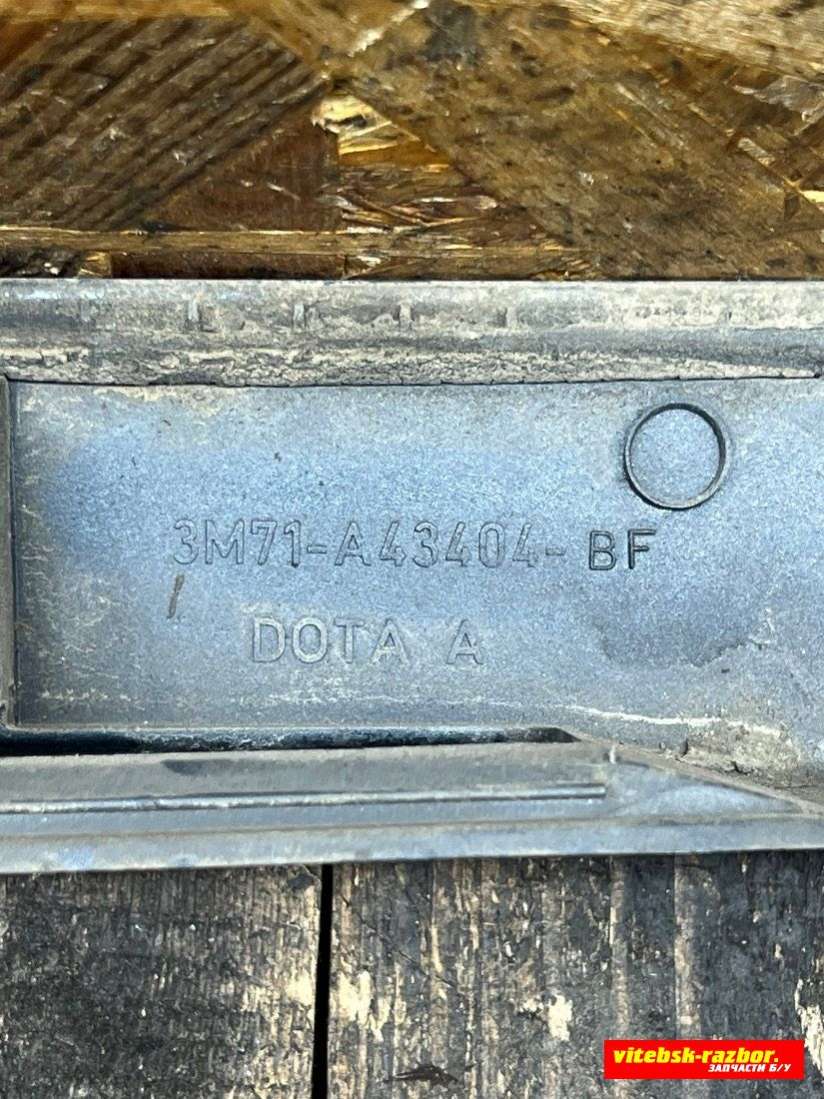 3M71-A43404-BF
DOTA A
vitebsk-razbor.
ЗАПЧАСТИ Б/У